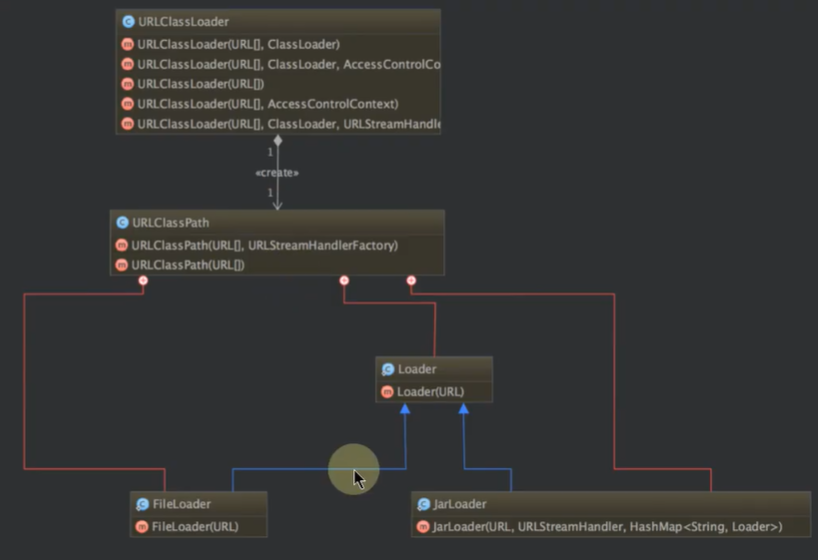 URLClassLoader
URLClassLoader(URL[], ClassLoader)
URLClassLoader(URL[], ClassLoader, AccessControlCo
URLClassLoader(URL[])
URLClassLoader(URL[], AccessControlContext)
URLClassLoader(URL[], ClassLoader, URLStreamHandle
1
«create»
1
URLClassPath
URLClassPath(URL[], URLStreamHandlerFactory)
URLClassPath(URL[])
Loader
Loader(URL)
FileLoader
FileLoader(URL)
JarLoader
JarLoader(URL, URLStreamHandler, HashMap<String, Loader>)